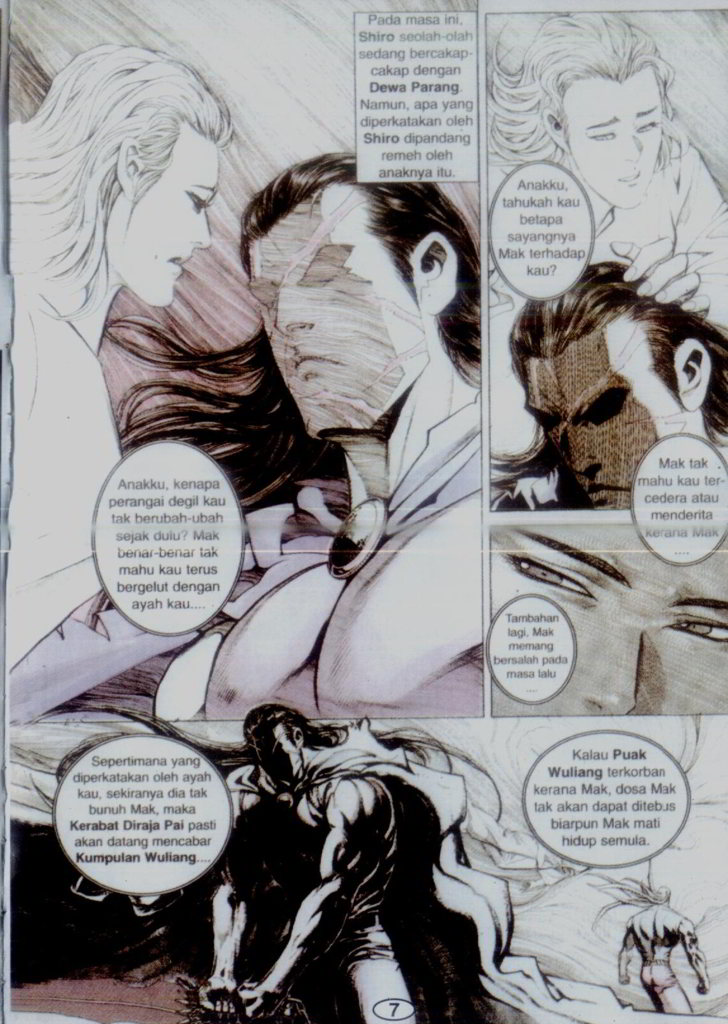 Pada masa ini,
Shiro seolah-olah
sedang bercakap-
cakap dengan
Dewa Parang.
Namun, apa yang
diperkatakan oleh
Shiro dipandang
remeh oleh
anaknya itu.
Anakku, kenapa
perangai degil kau
tak berubah-ubah
sejak dulu? Mak
benar-benar tak
mahu kau terus
bergelut dengan
ayah kau....
Anakku,
tahukah kau
betapa
sayangnya
Mak terhadap
kau?
Mak tak
mahu kau ter-
cedera atau
menderita
kerana Mak
....
Tambahan
lagi, Mak
memang
bersalah pada
masa lalu
....
Sepertimana yang
diperkatakan oleh ayah
kau, sekiranya dia tak
bunuh Mak, maka
Kerabat Diraja Pai pasti
akan datang mencabar
Kumpulan Wuliang....
Kalau Puak
Wuliang terkorban
kerana Mak, dosa Mak
tak akan dapat ditebus
biarpun Mak mati
hidup semula.
7